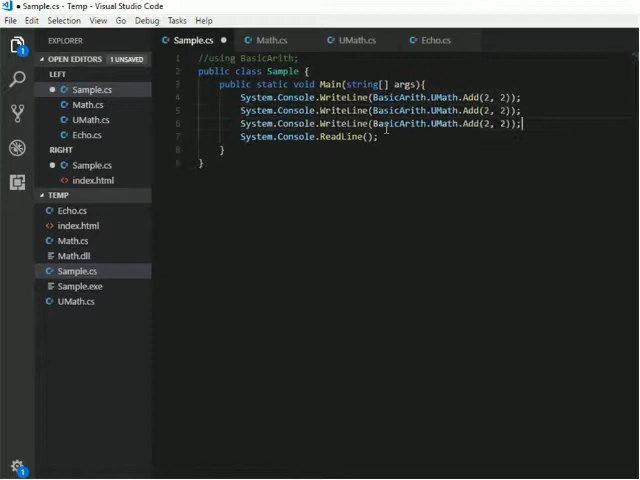 ● Sample.cs - Temp - Visual Studio Code
File Edit Selection View Go Debug Tasks Help
EXPLORER
OPEN EDITORS 1 UNSAVED
LEFT
Sample.cs
Math.cs
UMath.cs
Echo.cs
RIGHT
Sample.cs
index.html
TEMP
Echo.cs
index.html
Math.cs
Math.dll
Sample.cs
Sample.exe
UMath.cs
1
1
Sample.cs Math.cs UMath.cs Echo.cs
1 //using BasicArith;
2 public class Sample {
3 public static void Main(string[] args){
4 System.Console.WriteLine(BasicArith.UMath.Add(2, 2));
5 System.Console.WriteLine(BasicArith.UMath.Add(2, 2));
6 System.Console.WriteLine(BasicArith.UMath.Add(2, 2));
7 System.Console.ReadLine();
8 }
9 }